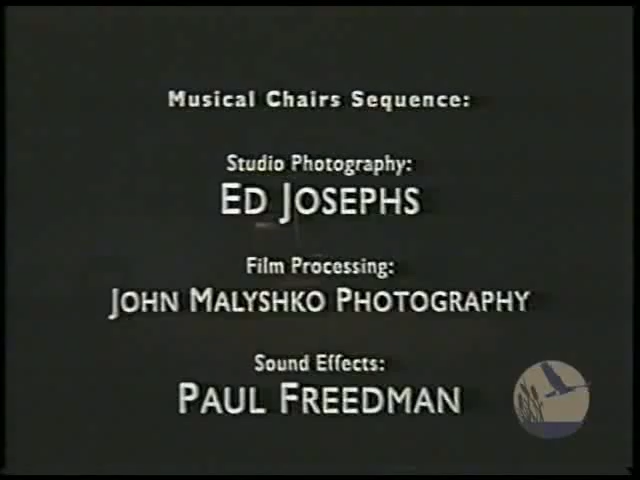 Musical Chairs Sequence:
Studio Photography:
ED JOSEPHS
Film Processing:
JOHN MALYSHKO PHOTOGRAPHY
Sound Effects:
PAUL FREEDMAN